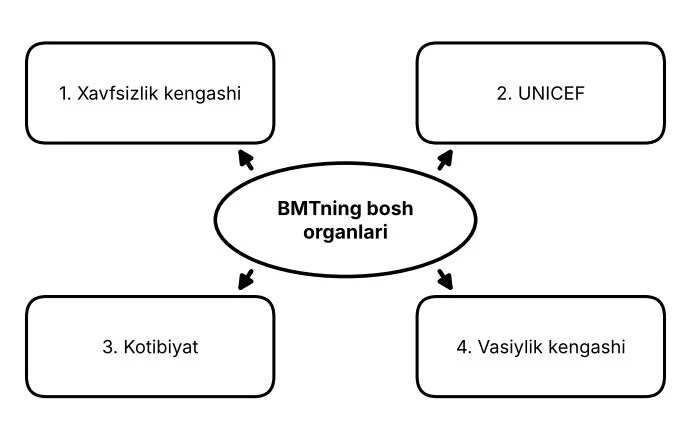 1. Xavfsizlik kengashi
2. UNICEF
BMTning bosh
organlari
3. Kotibiyat
4. Vasiylik kengashi